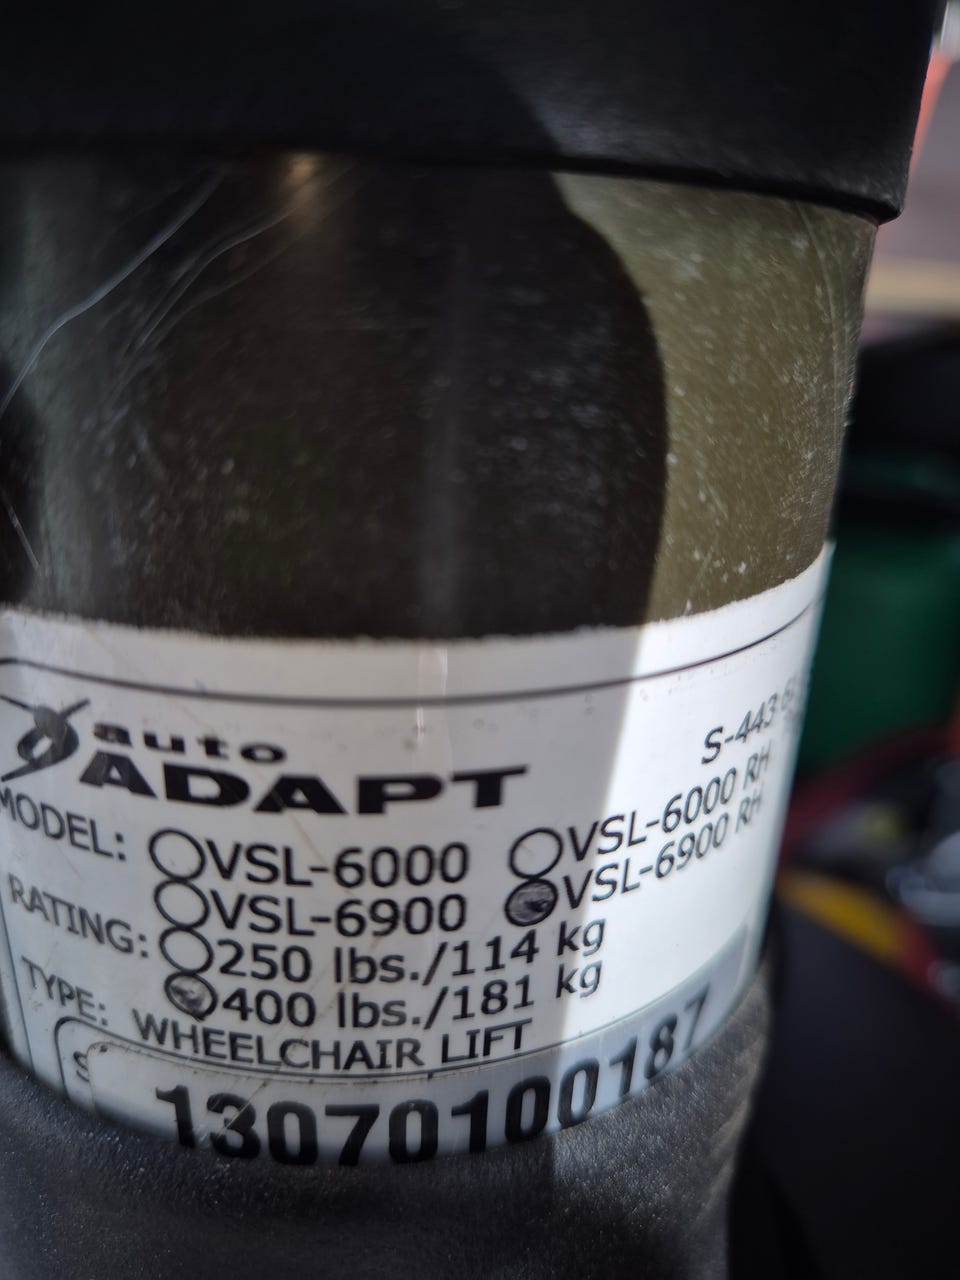 auto
ADAPT
S-443
MODEL: VSL-6000 VSL-6000 RH
VSL-6900 VSL-6900 RH
RATING: 250 lbs./114 kg
400 lbs./181 kg
TYPE: WHEELCHAIR LIFT
13070100187